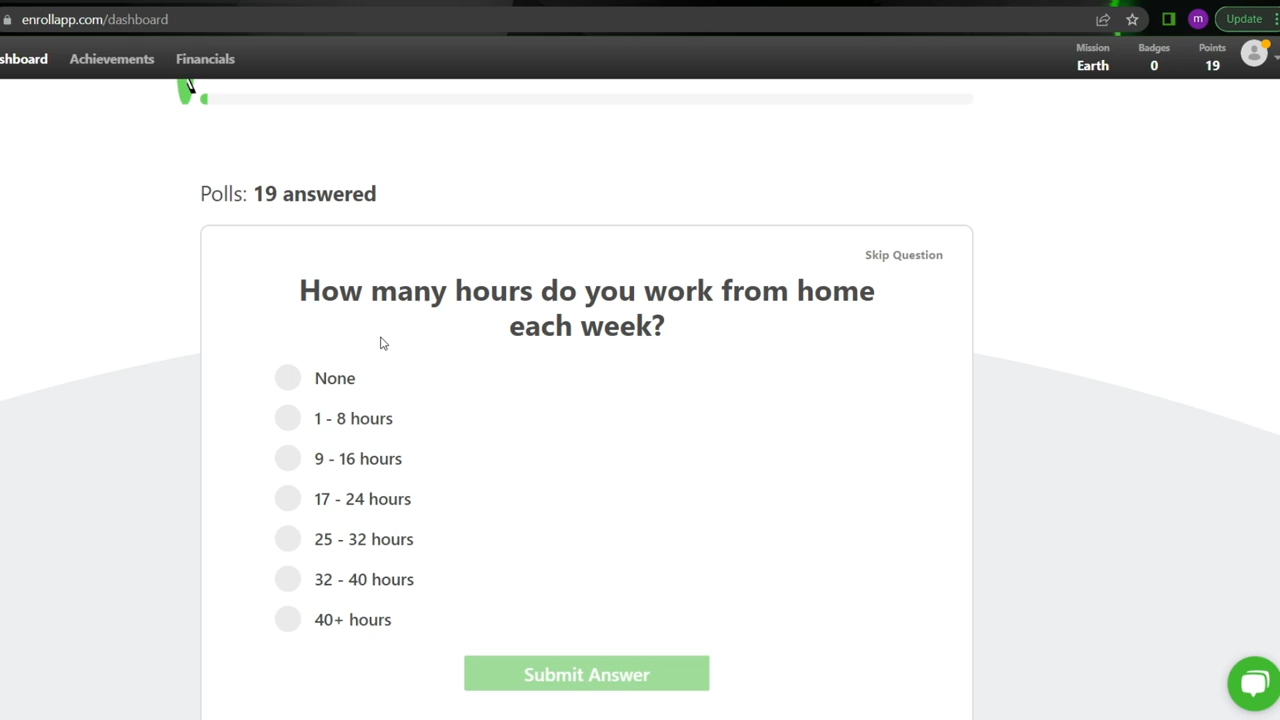 enrollapp.com/dashboard
m
Update
shboard
Achievements
Financials
Mission
Earth
Badges
0
Points
19
Polls: 19 answered
Skip Question
How many hours do you work from home
each week?
None
1 - 8 hours
9 - 16 hours
17 - 24 hours
25 - 32 hours
32 - 40 hours
40+ hours
Submit Answer